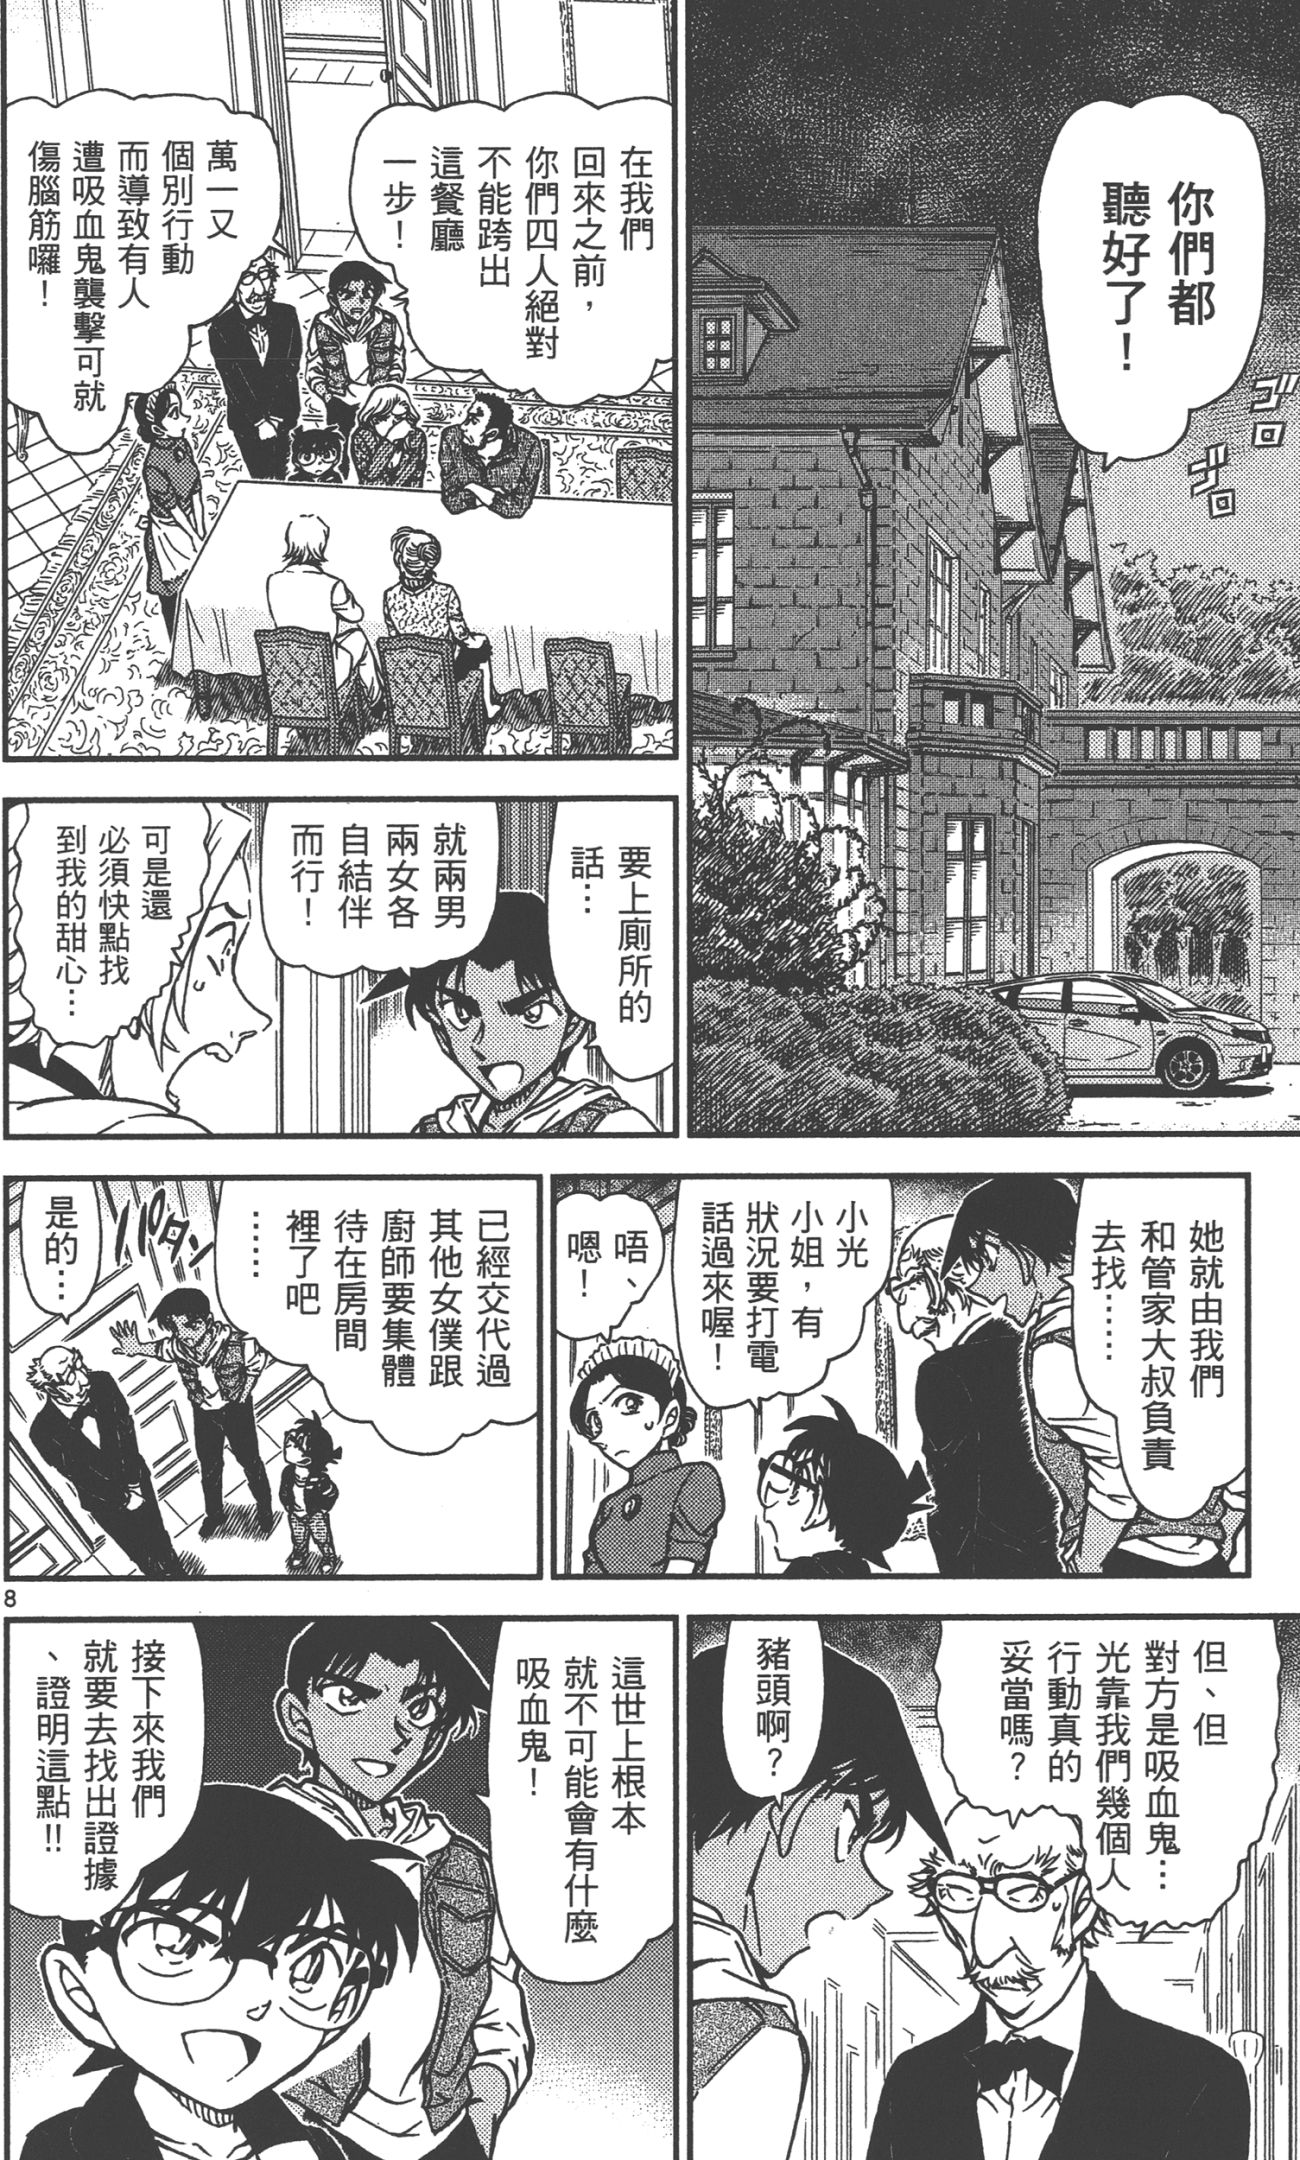 你們都
聽好了！
ゴロ
ゴロ
在我們
回來之前，
你們四人絕對
不能跨出
這餐廳
一步！
萬一又
個別行動
而導致有人
遭吸血鬼襲擊可就
傷腦筋囉！
要上廁所的
話…
就兩男
兩女各
自結伴
而行！
可是還
必須快點找
到我的甜心…
她就由我們
和管家大叔負責
去找……
小光
小姐，有
狀況要打電
話過來喔！
唔、
嗯！
已經交代過
其他女僕跟
廚師要集體
待在房間
裡了吧
……
バタン
是的…
8
但、但
對方是吸血鬼…
光靠我們幾個人
行動真的
妥當嗎？
豬頭啊？
這世上根本
就不可能會有什麼
吸血鬼！
接下來我們
就要去找出證據
、證明這點!!